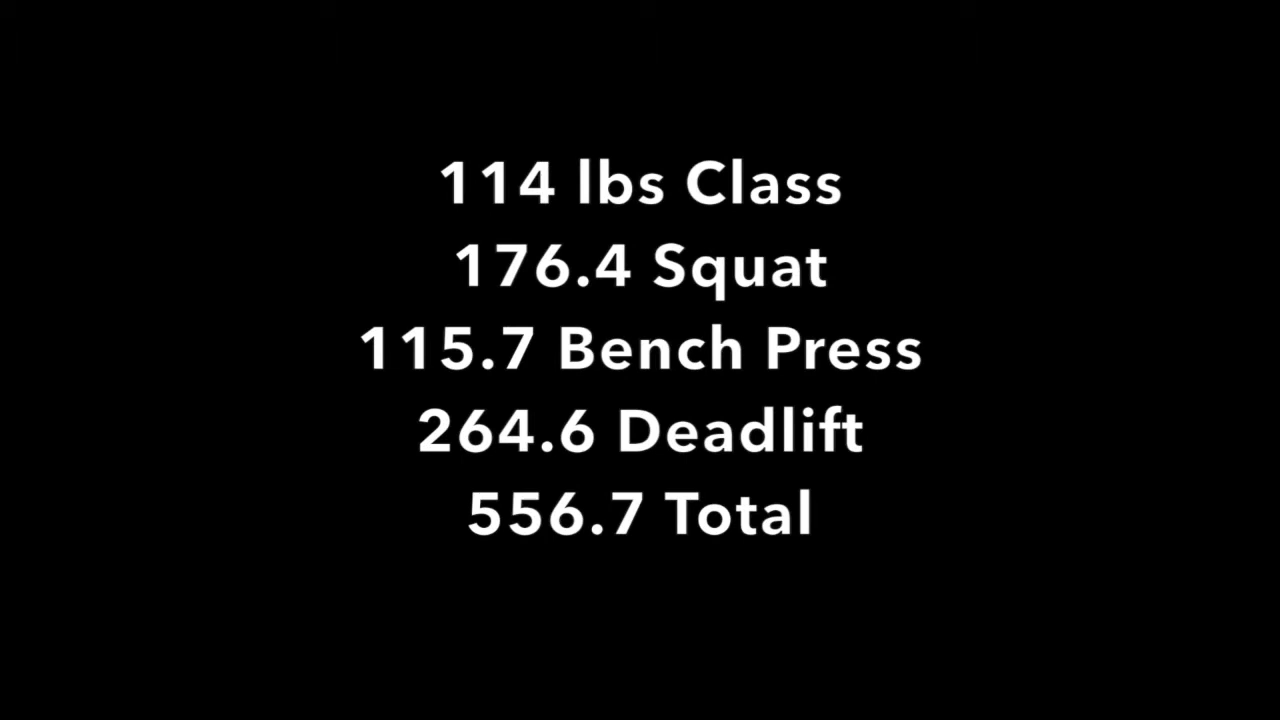 114 lbs Class
176.4 Squat
115.7 Bench Press
264.6 Deadlift
556.7 Total